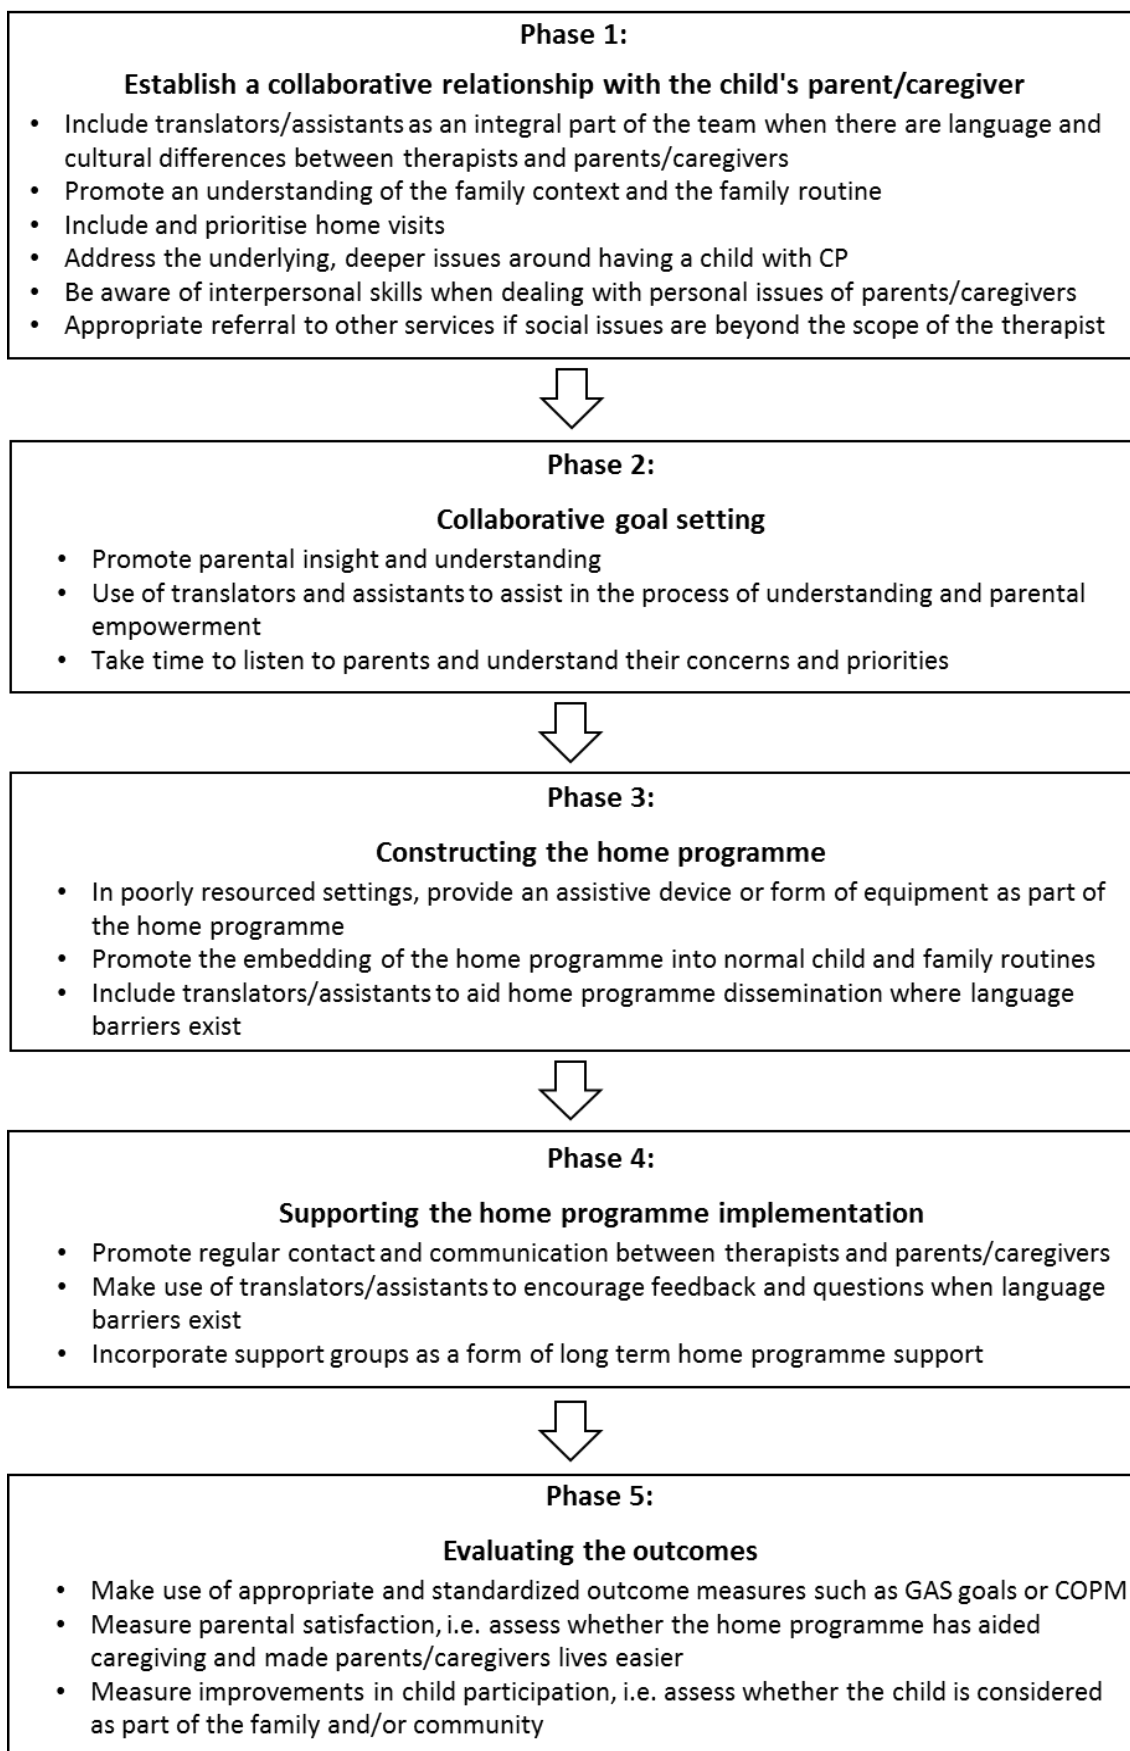 Phase 1:
Establish a collaborative relationship with the child's parent/caregiver
• Include translators/assistants as an integral part of the team when there are language and
cultural differences between therapists and parents/caregivers
• Promote an understanding of the family context and the family routine
• Include and prioritise home visits
• Address the underlying, deeper issues around having a child with CP
• Be aware of interpersonal skills when dealing with personal issues of parents/caregivers
• Appropriate referral to other services if social issues are beyond the scope of the therapist
Phase 2:
Collaborative goal setting
• Promote parental insight and understanding
• Use of translators and assistants to assist in the process of understanding and parental
empowerment
• Take time to listen to parents and understand their concerns and priorities
Phase 3:
Constructing the home programme
• In poorly resourced settings, provide an assistive device or form of equipment as part of
the home programme
• Promote the embedding of the home programme into normal child and family routines
• Include translators/assistants to aid home programme dissemination where language
barriers exist
Phase 4:
Supporting the home programme implementation
• Promote regular contact and communication between therapists and parents/caregivers
• Make use of translators/assistants to encourage feedback and questions when language
barriers exist
• Incorporate support groups as a form of long term home programme support
Phase 5:
Evaluating the outcomes
• Make use of appropriate and standardized outcome measures such as GAS goals or COPM
• Measure parental satisfaction, i.e. assess whether the home programme has aided
caregiving and made parents/caregivers lives easier
• Measure improvements in child participation, i.e. assess whether the child is considered
as part of the family and/or community